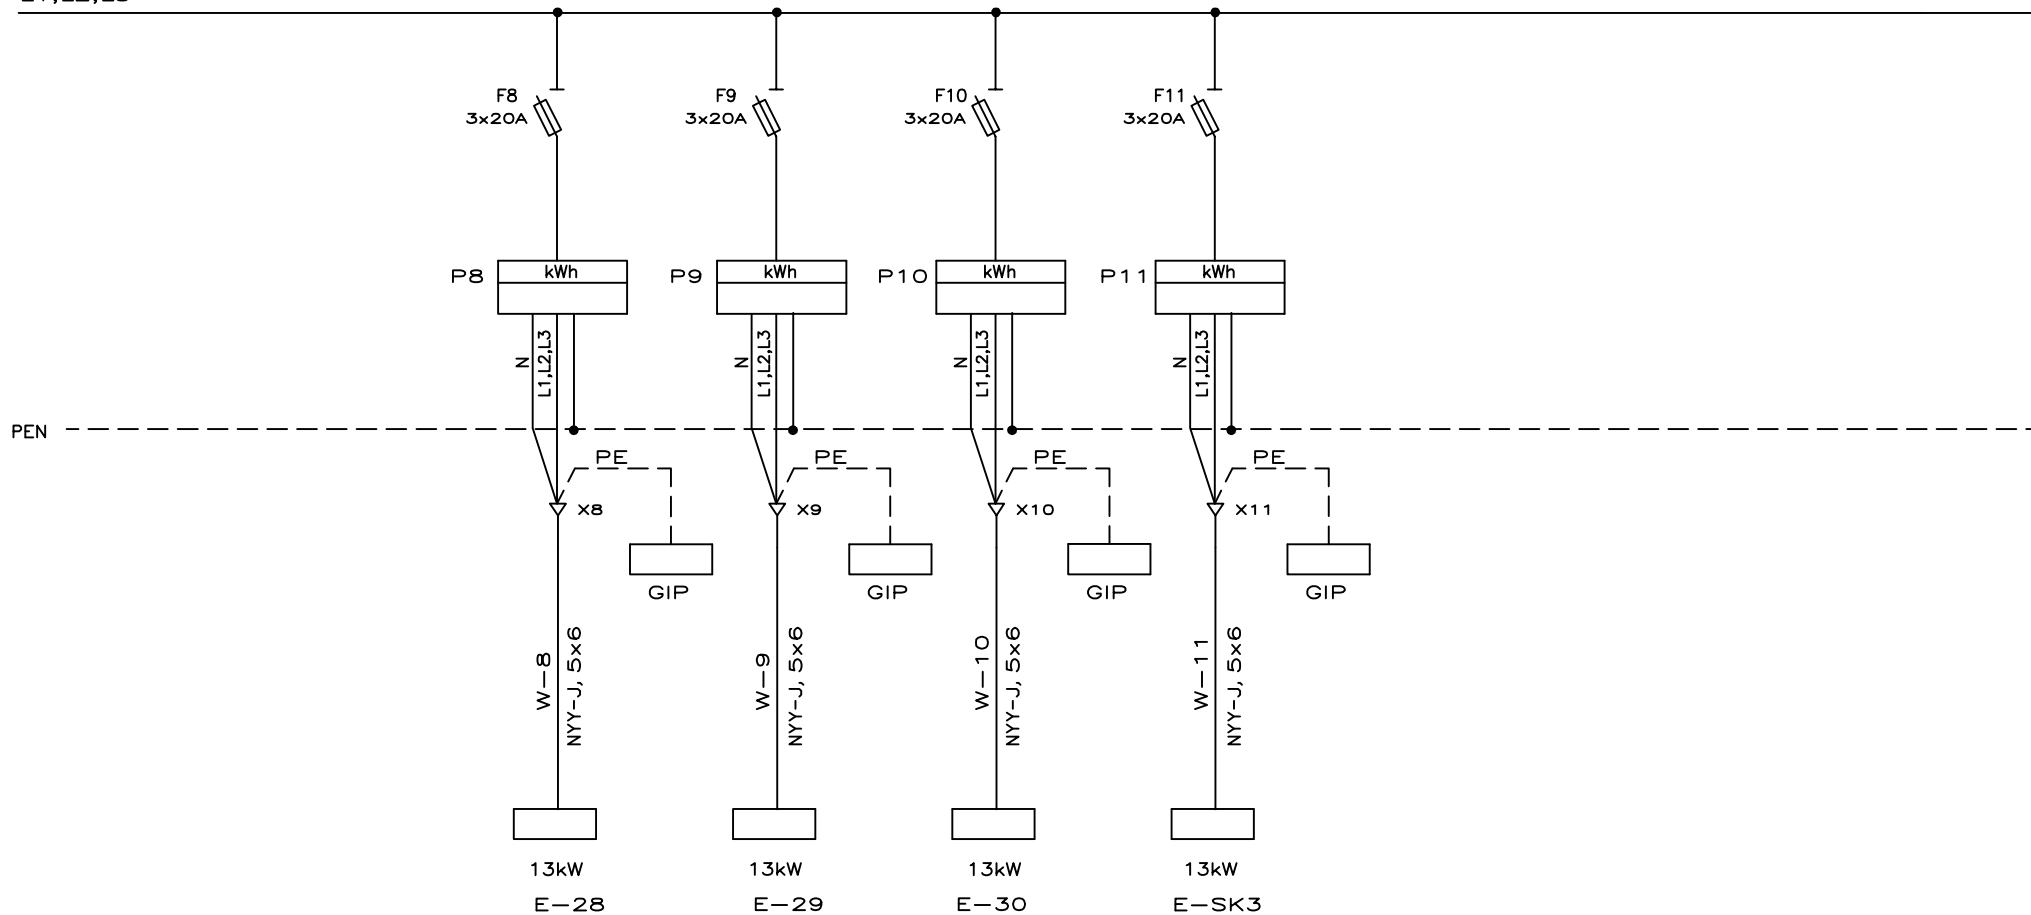 F8
3x20A
F9
3x20A
F10
3x20A
F11
3x20A
P8
kWh
P9
kWh
P10
kWh
P11
kWh
N
L1,L2,L3
N
L1,L2,L3
N
L1,L2,L3
N
L1,L2,L3
PEN
PE
PE
PE
PE
X8
X9
X10
X11
GIP
GIP
GIP
GIP
W-8
NYY-J, 5x6
W-9
NYY-J, 5x6
W-10
NYY-J, 5x6
W-11
NYY-J, 5x6
13kW
13kW
13kW
13kW
E-28
E-29
E-30
E-SK3